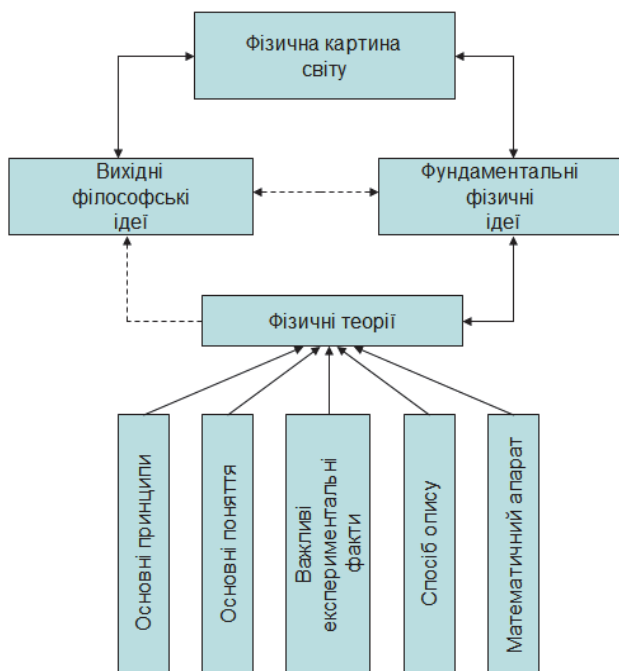 Фізична картина
світу
Вихідні
філософські
ідеї
Фундаментальні
фізичні
ідеї
Фізичні теорії
Основні принципи
Основні поняття
Важливі
експериментальні
факти
Спосіб опису
Математичний апарат